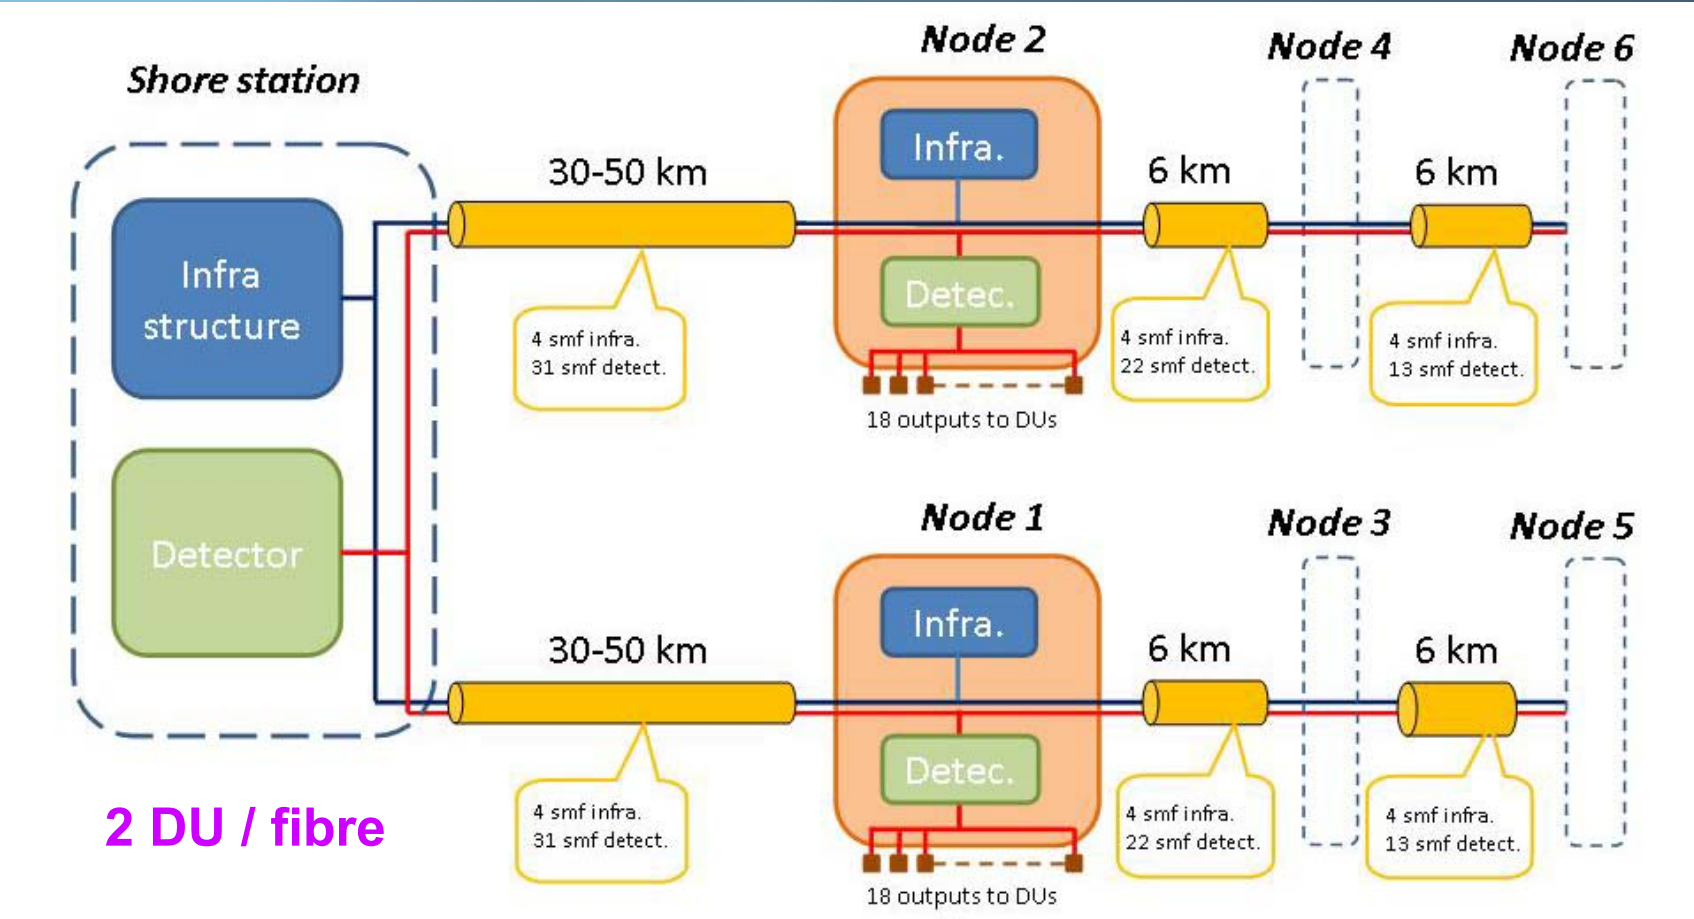 Shore station
Node 2
Node 4
Node 6
Infra
structure
Detector
30-50 km
Infra.
Detec.
6 km
6 km
4 smf infra.
31 smf detect.
4 smf infra.
22 smf detect.
4 smf infra.
13 smf detect.
18 outputs to DUs
Node 1
Node 3
Node 5
30-50 km
Infra.
Detec.
6 km
6 km
4 smf infra.
31 smf detect.
4 smf infra.
22 smf detect.
4 smf infra.
13 smf detect.
18 outputs to DUs
2 DU / fibre